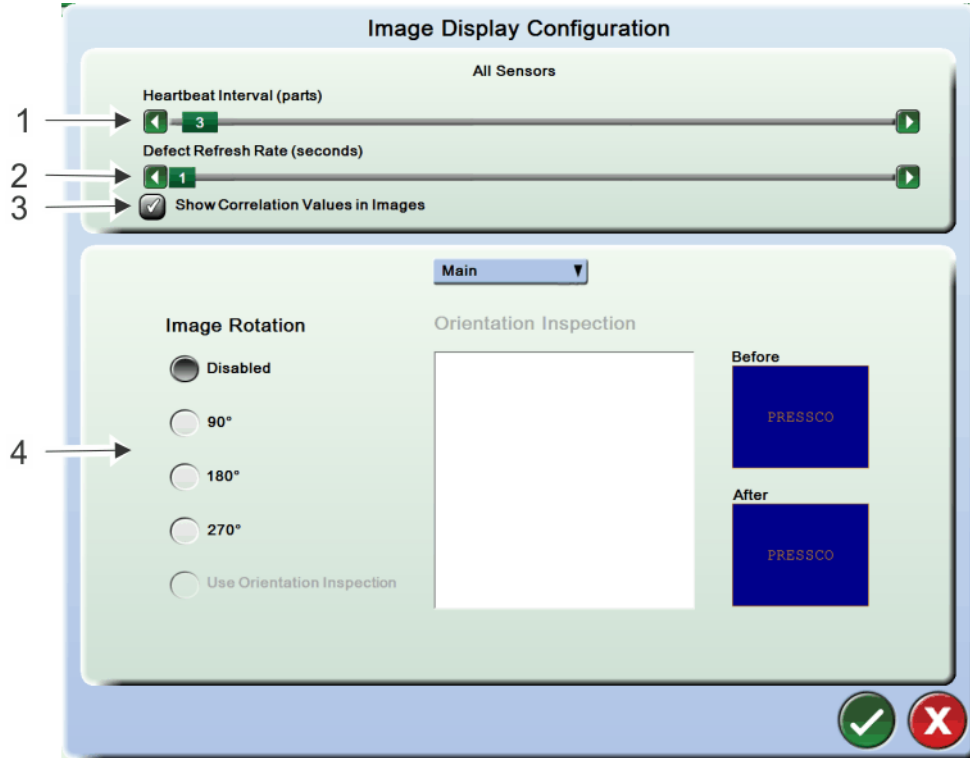 Image Display Configuration
All Sensors
Heartbeat Interval (parts)
1
3
Defect Refresh Rate (seconds)
2
1
3
Show Correlation Values in Images
Main
Image Rotation
Orientation Inspection
Disabled
Before
90°
PRESSCO
4
180°
After
270°
PRESSCO
Use Orientation Inspection